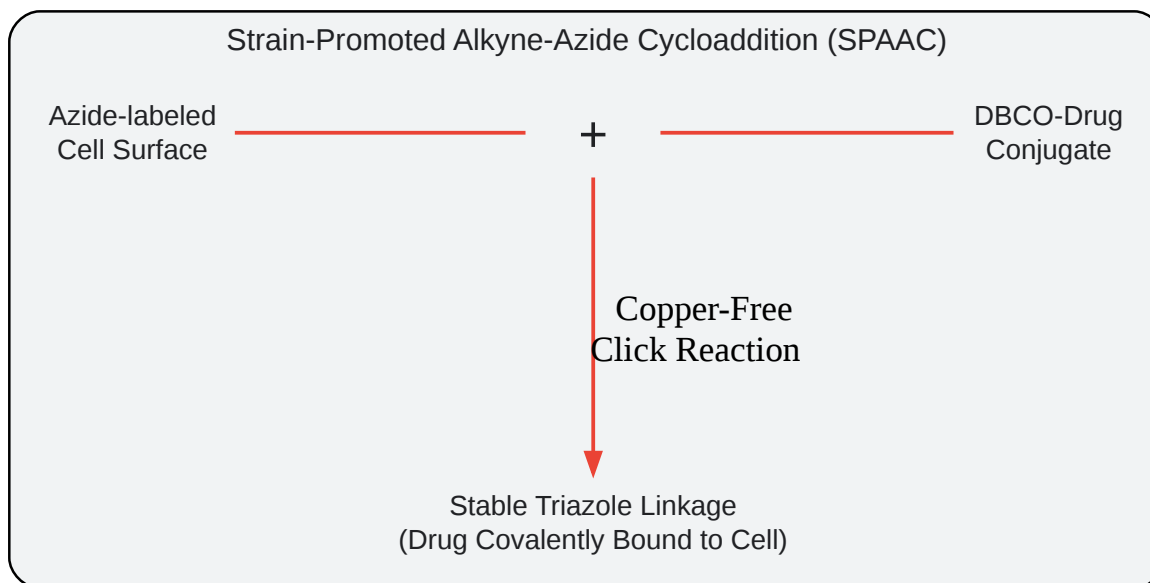 Strain-Promoted Alkyne-Azide Cycloaddition (SPAAC)
Azide-labeled
Cell Surface
+
DBCO-Drug
Conjugate
Copper-Free
Click Reaction
Stable Triazole Linkage
(Drug Covalently Bound to Cell)